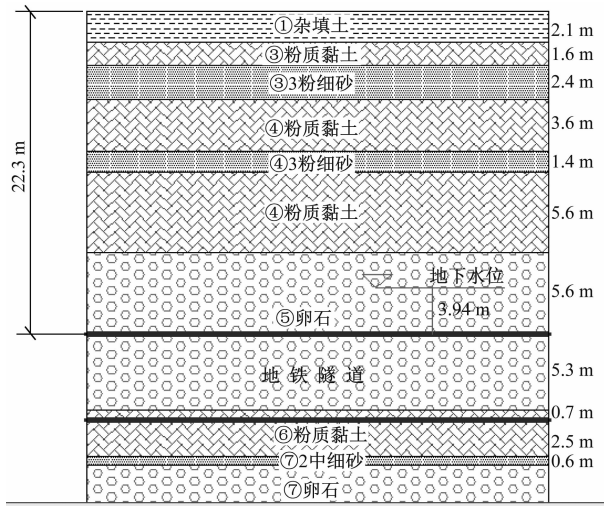 ①杂填土
2.1 m
③粉质黏土
1.6 m
③3粉细砂
2.4 m
④粉质黏土
3.6 m
④3粉细砂
1.4 m
④粉质黏土
5.6 m
22.3 m
地下水位
5.6 m
3.94 m
⑤卵石
地铁隧道
5.3 m
0.7 m
⑥粉质黏土
2.5 m
⑦2中细砂
0.6 m
⑦卵石